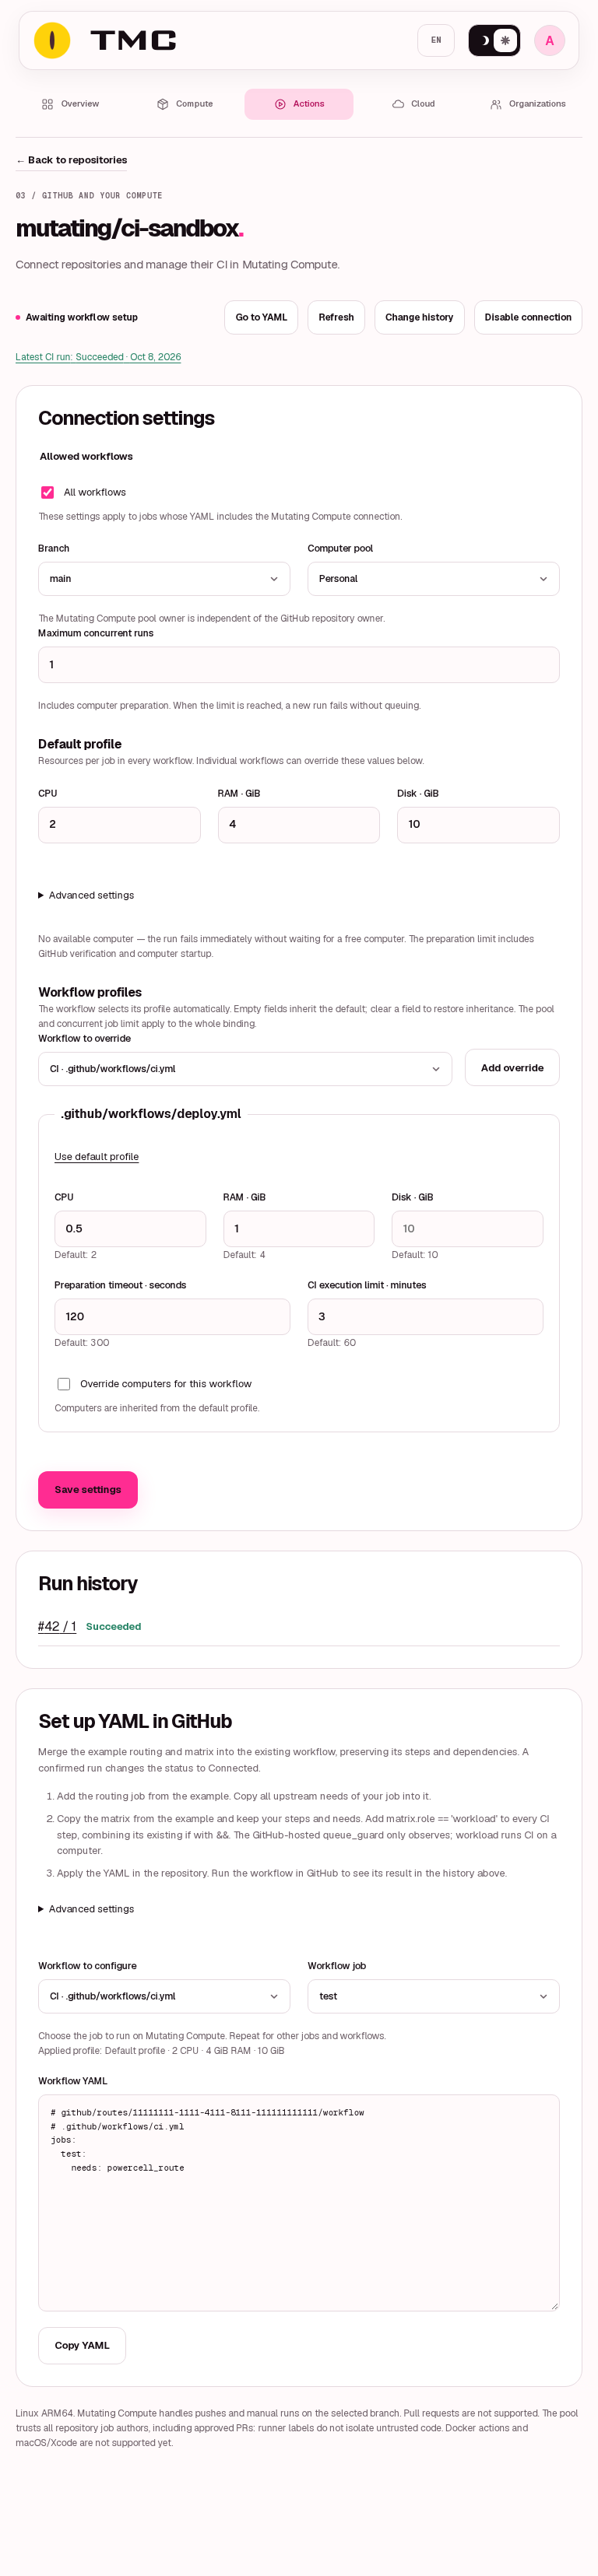 TMC
EN
A
Overview
Compute
Actions
Cloud
Organizations
← Back to repositories
03 / GITHUB AND YOUR COMPUTE
mutating/ci-sandbox.
Connect repositories and manage their CI in Mutating Compute.
Awaiting workflow setup
Go to YAML
Refresh
Change history
Disable connection
Latest CI run: Succeeded · Oct 8, 2026
Connection settings
Allowed workflows
All workflows
These settings apply to jobs whose YAML includes the Mutating Compute connection.
Branch
Computer pool
main
Personal
The Mutating Compute pool owner is independent of the GitHub repository owner.
Maximum concurrent runs
1
Includes computer preparation. When the limit is reached, a new run fails without queuing.
Default profile
Resources per job in every workflow. Individual workflows can override these values below.
CPU
RAM · GiB
Disk · GiB
2
4
10
Advanced settings
No available computer — the run fails immediately without waiting for a free computer. The preparation limit includes
GitHub verification and computer startup.
Workflow profiles
The workflow selects its profile automatically. Empty fields inherit the default; clear a field to restore inheritance. The pool
and concurrent job limit apply to the whole binding.
Workflow to override
CI · .github/workflows/ci.yml
Add override
.github/workflows/deploy.yml
Use default profile
CPU
RAM · GiB
Disk · GiB
0.5
1
10
Default: 2
Default: 4
Default: 10
Preparation timeout · seconds
CI execution limit · minutes
120
3
Default: 300
Default: 60
Override computers for this workflow
Computers are inherited from the default profile.
Save settings
Run history
#42 / 1
Succeeded
Set up YAML in GitHub
Merge the example routing and matrix into the existing workflow, preserving its steps and dependencies. A
confirmed run changes the status to Connected.
1. Add the routing job from the example. Copy all upstream needs of your job into it.
2. Copy the matrix from the example and keep your steps and needs. Add matrix.role == 'workload' to every CI
step, combining its existing if with &&. The GitHub-hosted queue_guard only observes; workload runs CI on a
computer.
3. Apply the YAML in the repository. Run the workflow in GitHub to see its result in the history above.
Advanced settings
Workflow to configure
Workflow job
CI · .github/workflows/ci.yml
test
Choose the job to run on Mutating Compute. Repeat for other jobs and workflows.
Applied profile: Default profile · 2 CPU · 4 GiB RAM · 10 GiB
Workflow YAML
# github/routes/11111111-1111-4111-8111-111111111111/workflow
# .github/workflows/ci.yml
jobs:
test:
needs: powercell_route
Copy YAML
Linux ARM64. Mutating Compute handles pushes and manual runs on the selected branch. Pull requests are not supported. The pool
trusts all repository job authors, including approved PRs: runner labels do not isolate untrusted code. Docker actions and
macOS/Xcode are not supported yet.